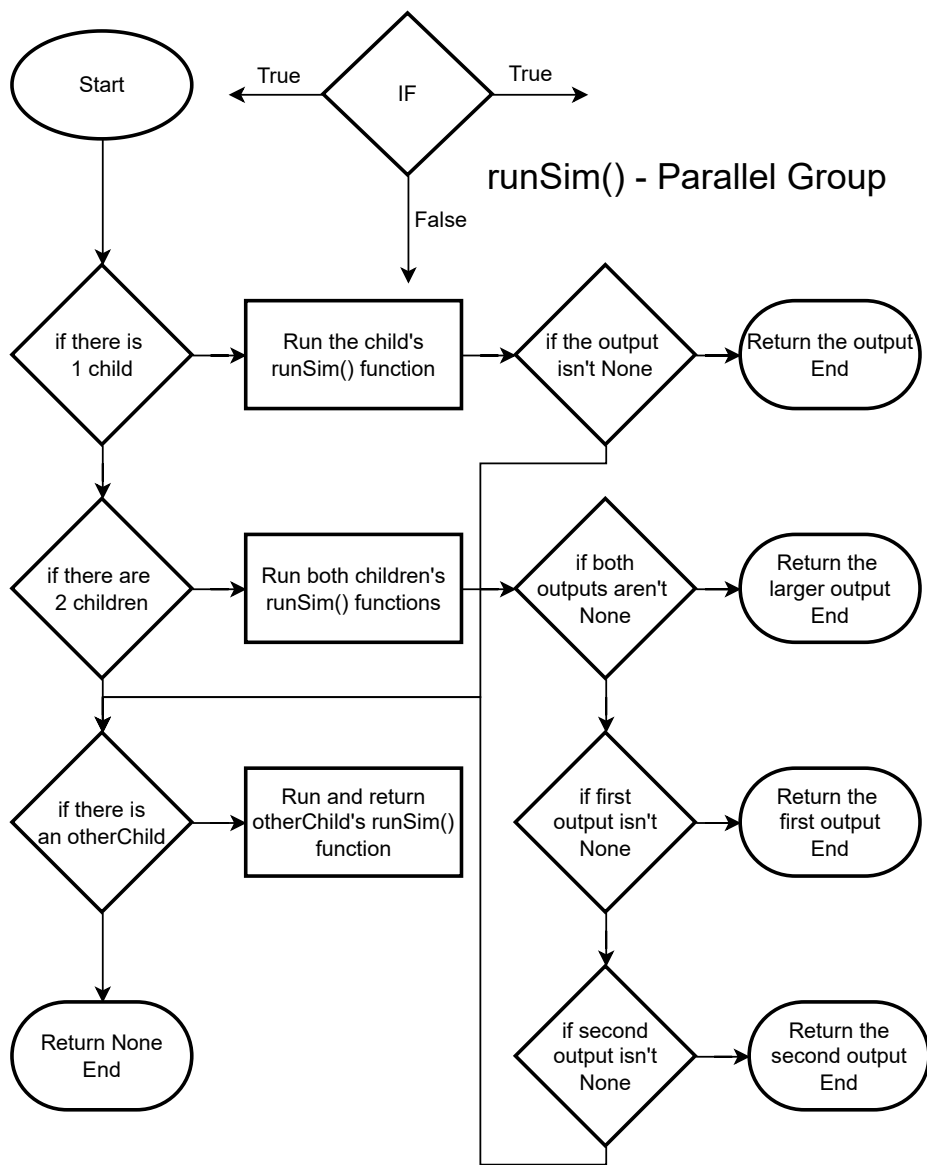 Start
True
IF
True
False
runSim() - Parallel Group
if there is
1 child
Run the child's
runSim() function
if the output
isn't None
Return the output
End
if there are
2 children
Run both children's
runSim() functions
if both
outputs aren't
None
Return the
larger output
End
if there is
an otherChild
Run and return
otherChild's runSim()
function
if first
output isn't
None
Return the
first output
End
Return None
End
if second
output isn't
None
Return the
second output
End